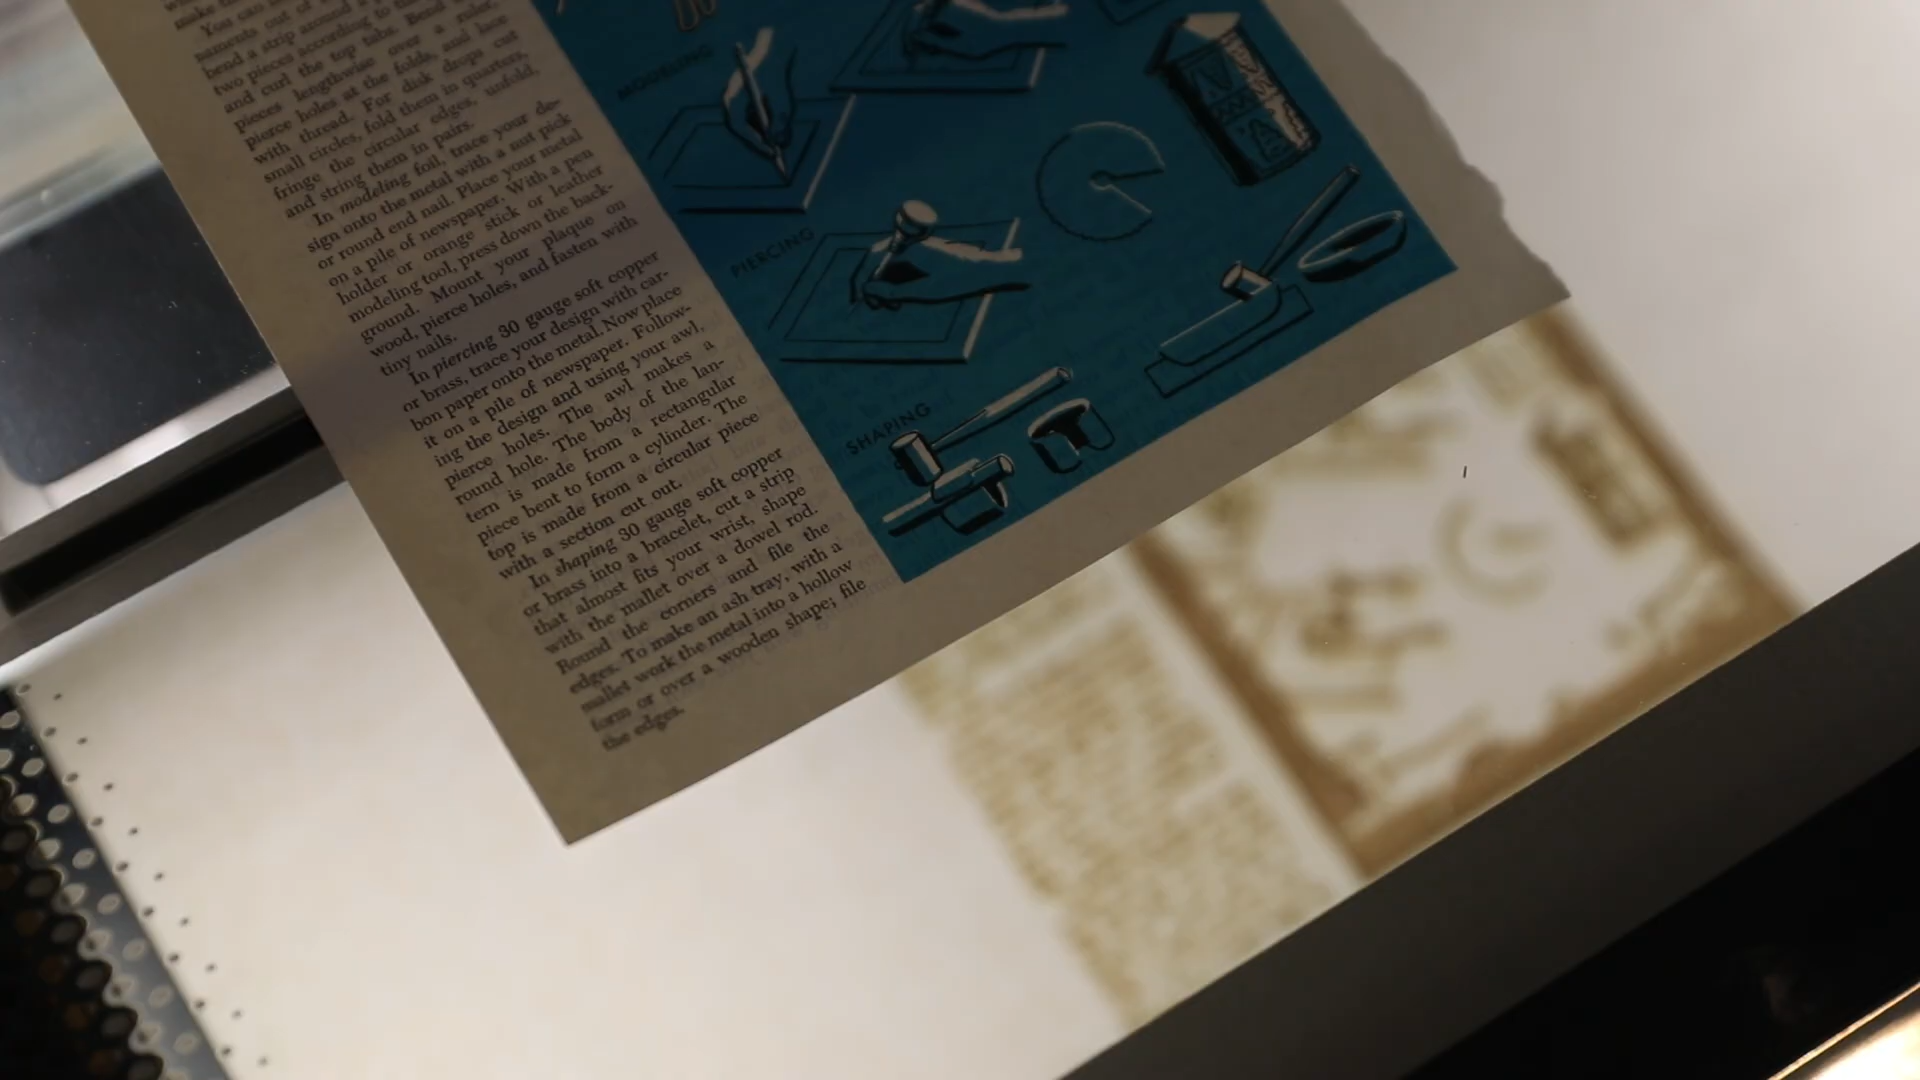 make the
You can
naments out of
bend a strip around a
two pieces according to
and curl the top tabs. Bend
pieces lengthwise over a ruler,
pierce holes at the folds, and lace
with thread. For disk drops cut
small circles, fold them in quarters,
fringe the circular edges, unfold,
and string them in pairs.
In modeling foil, trace your de-
sign onto the metal with a nut pick
or round end nail. Place your metal
on a pile of newspaper. With a pen
holder or orange stick or leather
modeling tool, press down the back-
ground. Mount your plaque on
wood, pierce holes, and fasten with
tiny nails.
In piercing 30 gauge soft copper
or brass, trace your design with car-
bon paper onto the metal. Now place
it on a pile of newspaper. Follow-
ing the design and using your awl,
pierce holes. The awl makes a
round hole. The body of the lan-
tern is made from a rectangular
piece bent to form a cylinder. The
top is made from a circular piece
with a section cut out.
In shaping 30 gauge soft copper
or brass into a bracelet, cut a strip
that almost fits your wrist, shape
with the mallet over a dowel rod.
Round the corners and file the
edges. To make an ash tray, with a
mallet work the metal into a hollow
form or over a wooden shape; file
the edges.
MODELING
PIERCING
SHAPING